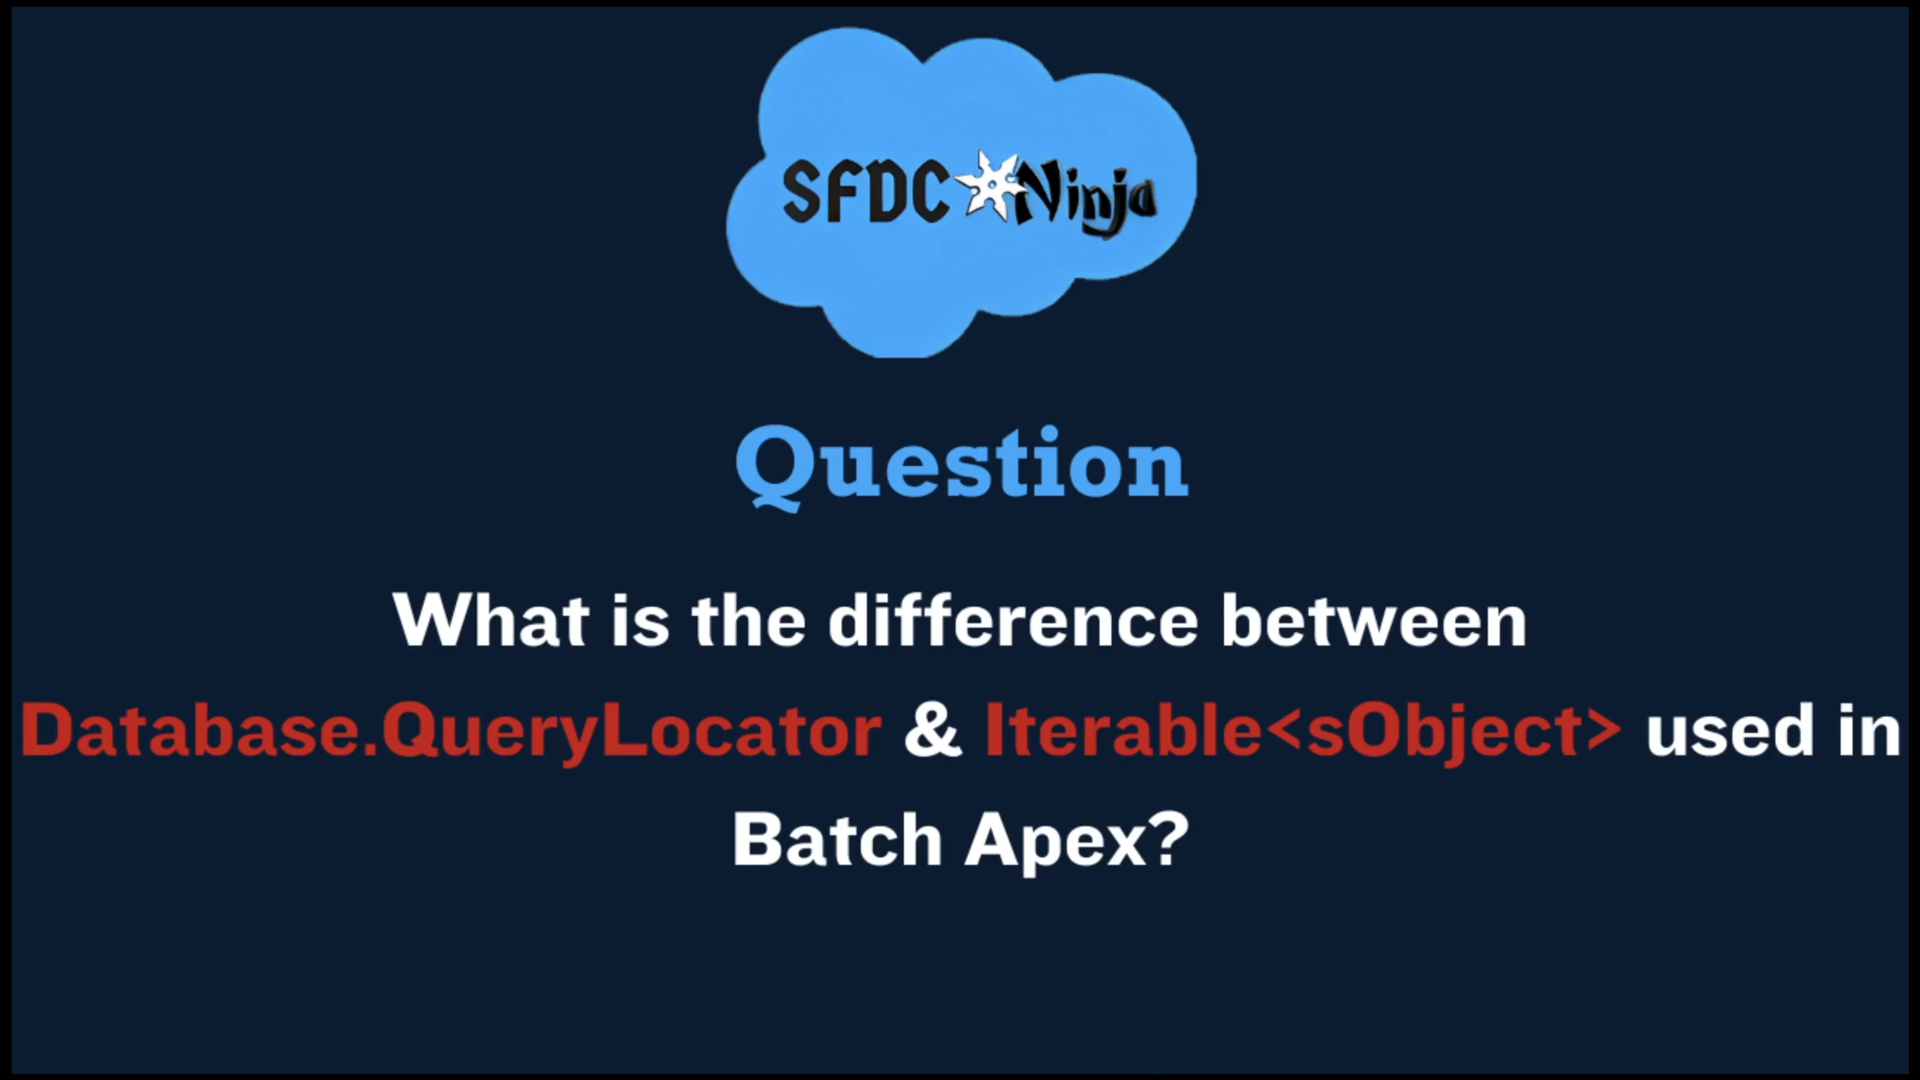 SFDC Ninja
Question
What is the difference between
Database.QueryLocator & Iterable<sObject> used in
Batch Apex?